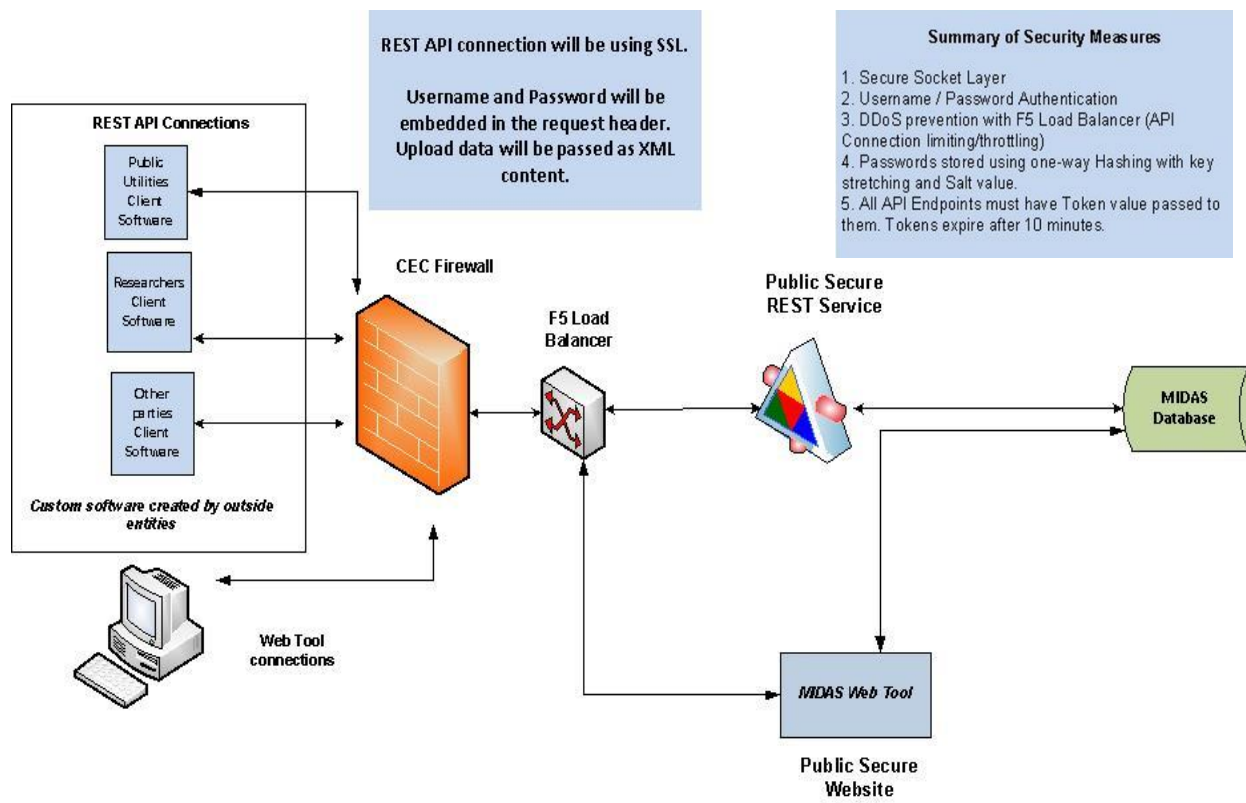 REST API connection will be using SSL.
Username and Password will be
embedded in the request header.
Upload data will be passed as XML
content.
Summary of Security Measures
1. Secure Socket Layer
2. Username / Password Authentication
3. DDoS prevention with F5 Load Balancer (API
Connection limiting/throttling)
4. Passwords stored using one-way Hashing with key
stretching and Salt value.
5. All API Endpoints must have Token value passed to
them. Tokens expire after 10 minutes.
REST API Connections
Public
Utilities
Client
Software
Researchers
Client
Software
Other
parties
Client
Software
Custom software created by outside
entities
CEC Firewall
F5 Load
Balancer
Public Secure
REST Service
MIDAS
Database
Web Tool
connections
MIDAS Web Tool
Public Secure
Website